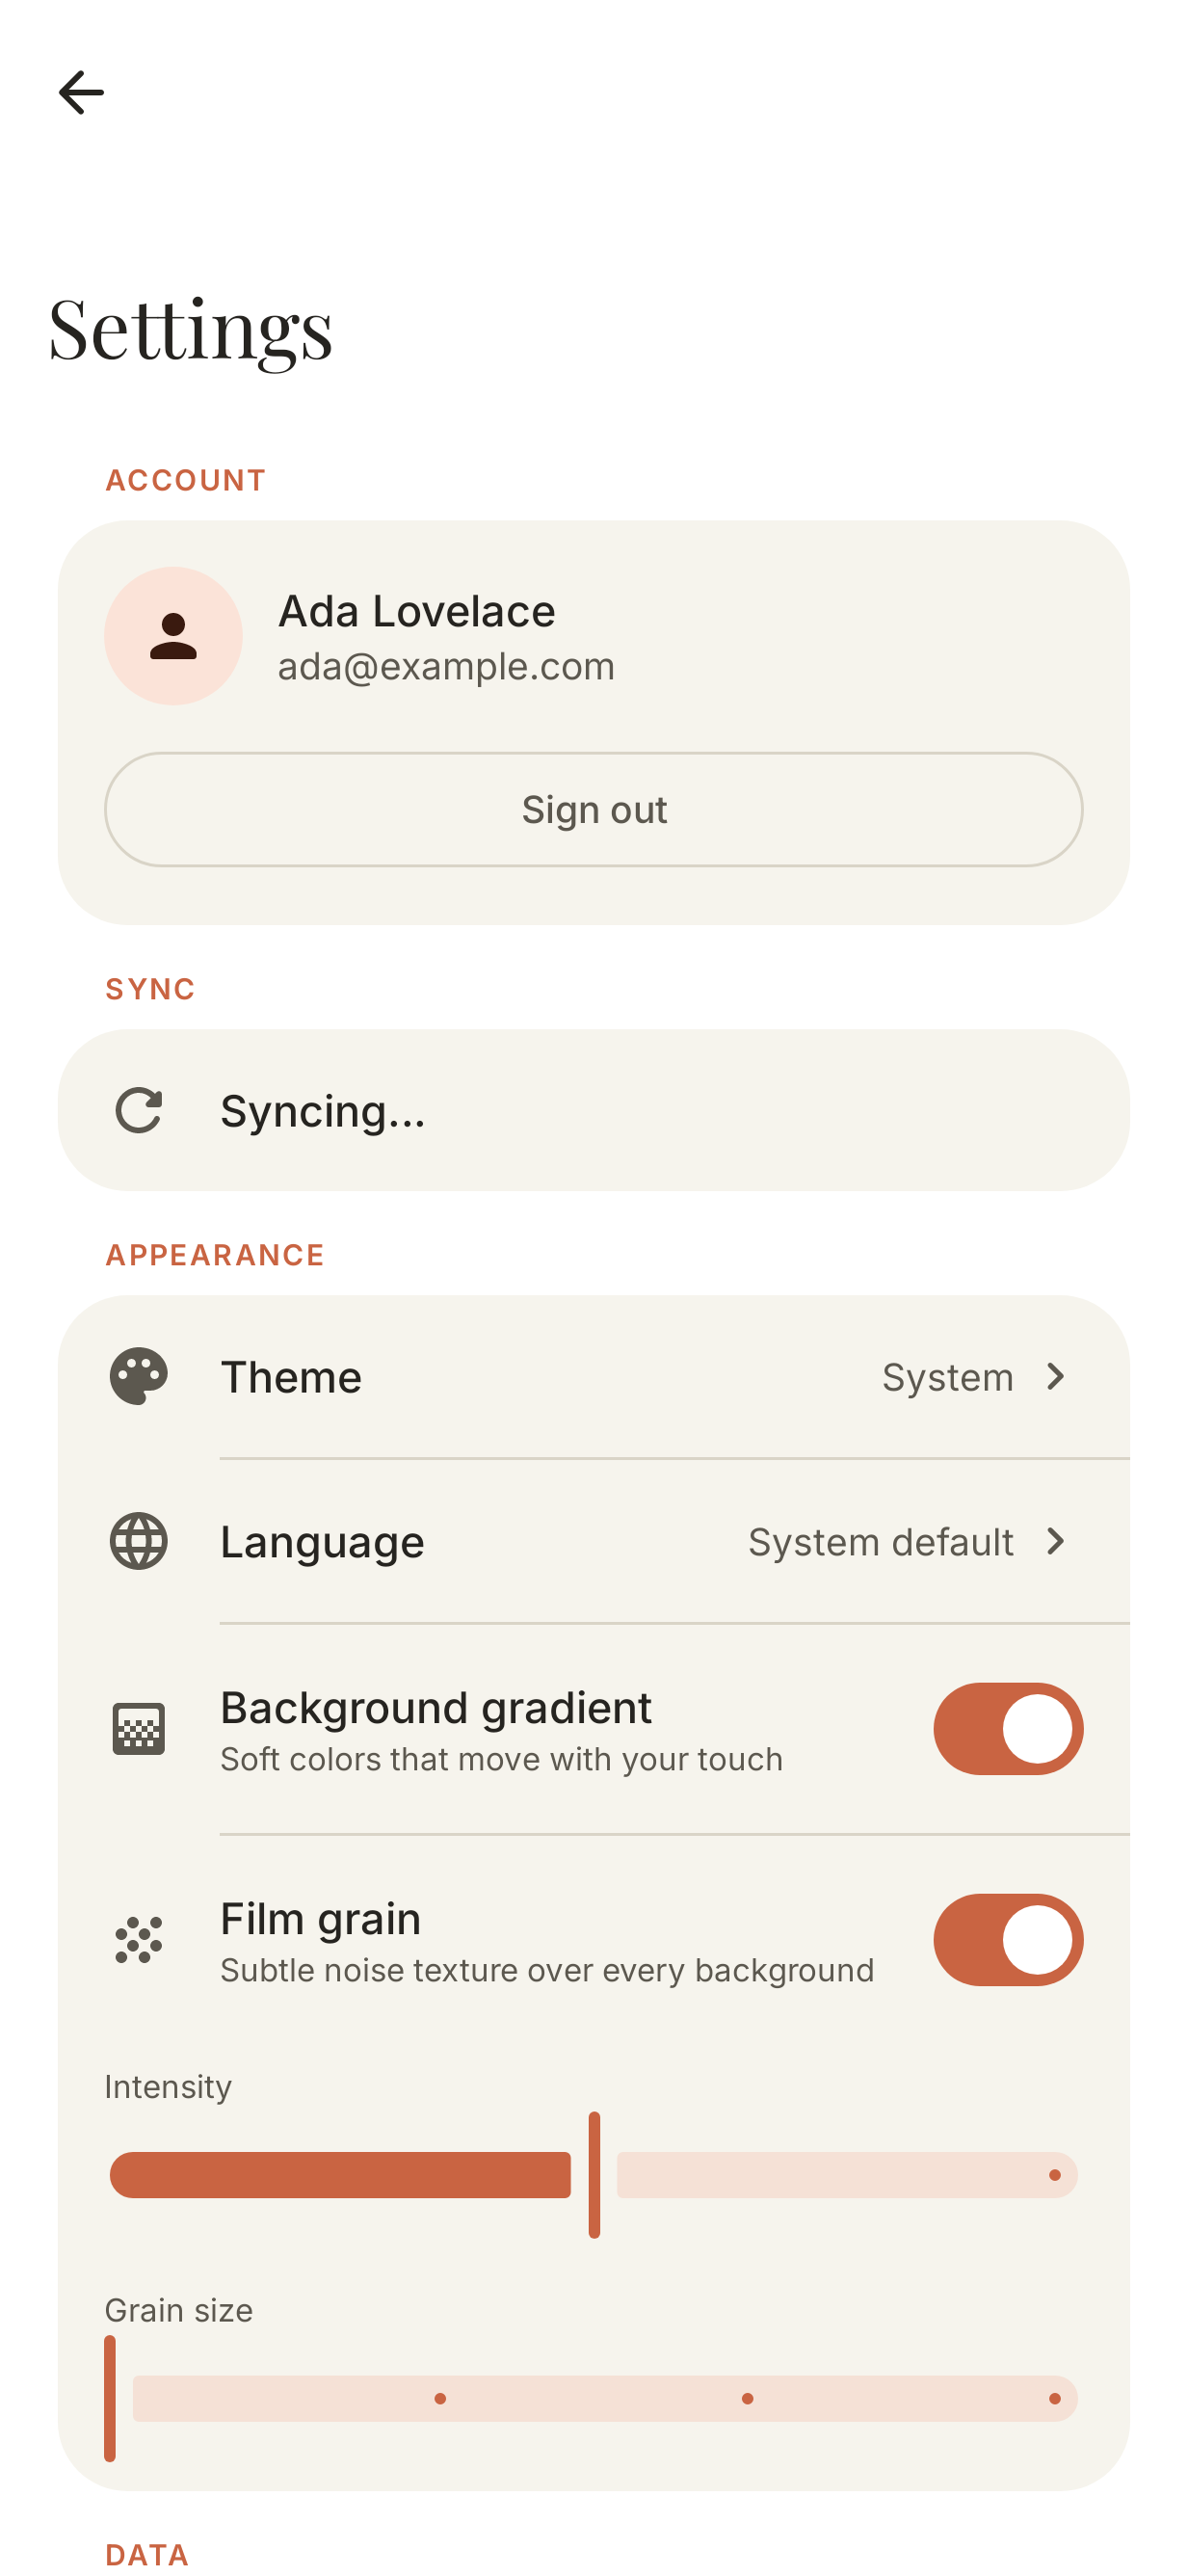 Settings
ACCOUNT
Ada Lovelace
ada@example.com
Sign out
SYNC
Syncing...
APPEARANCE
Theme
System
Language
System default
Background gradient
Soft colors that move with your touch
Film grain
Subtle noise texture over every background
Intensity
Grain size
DATA